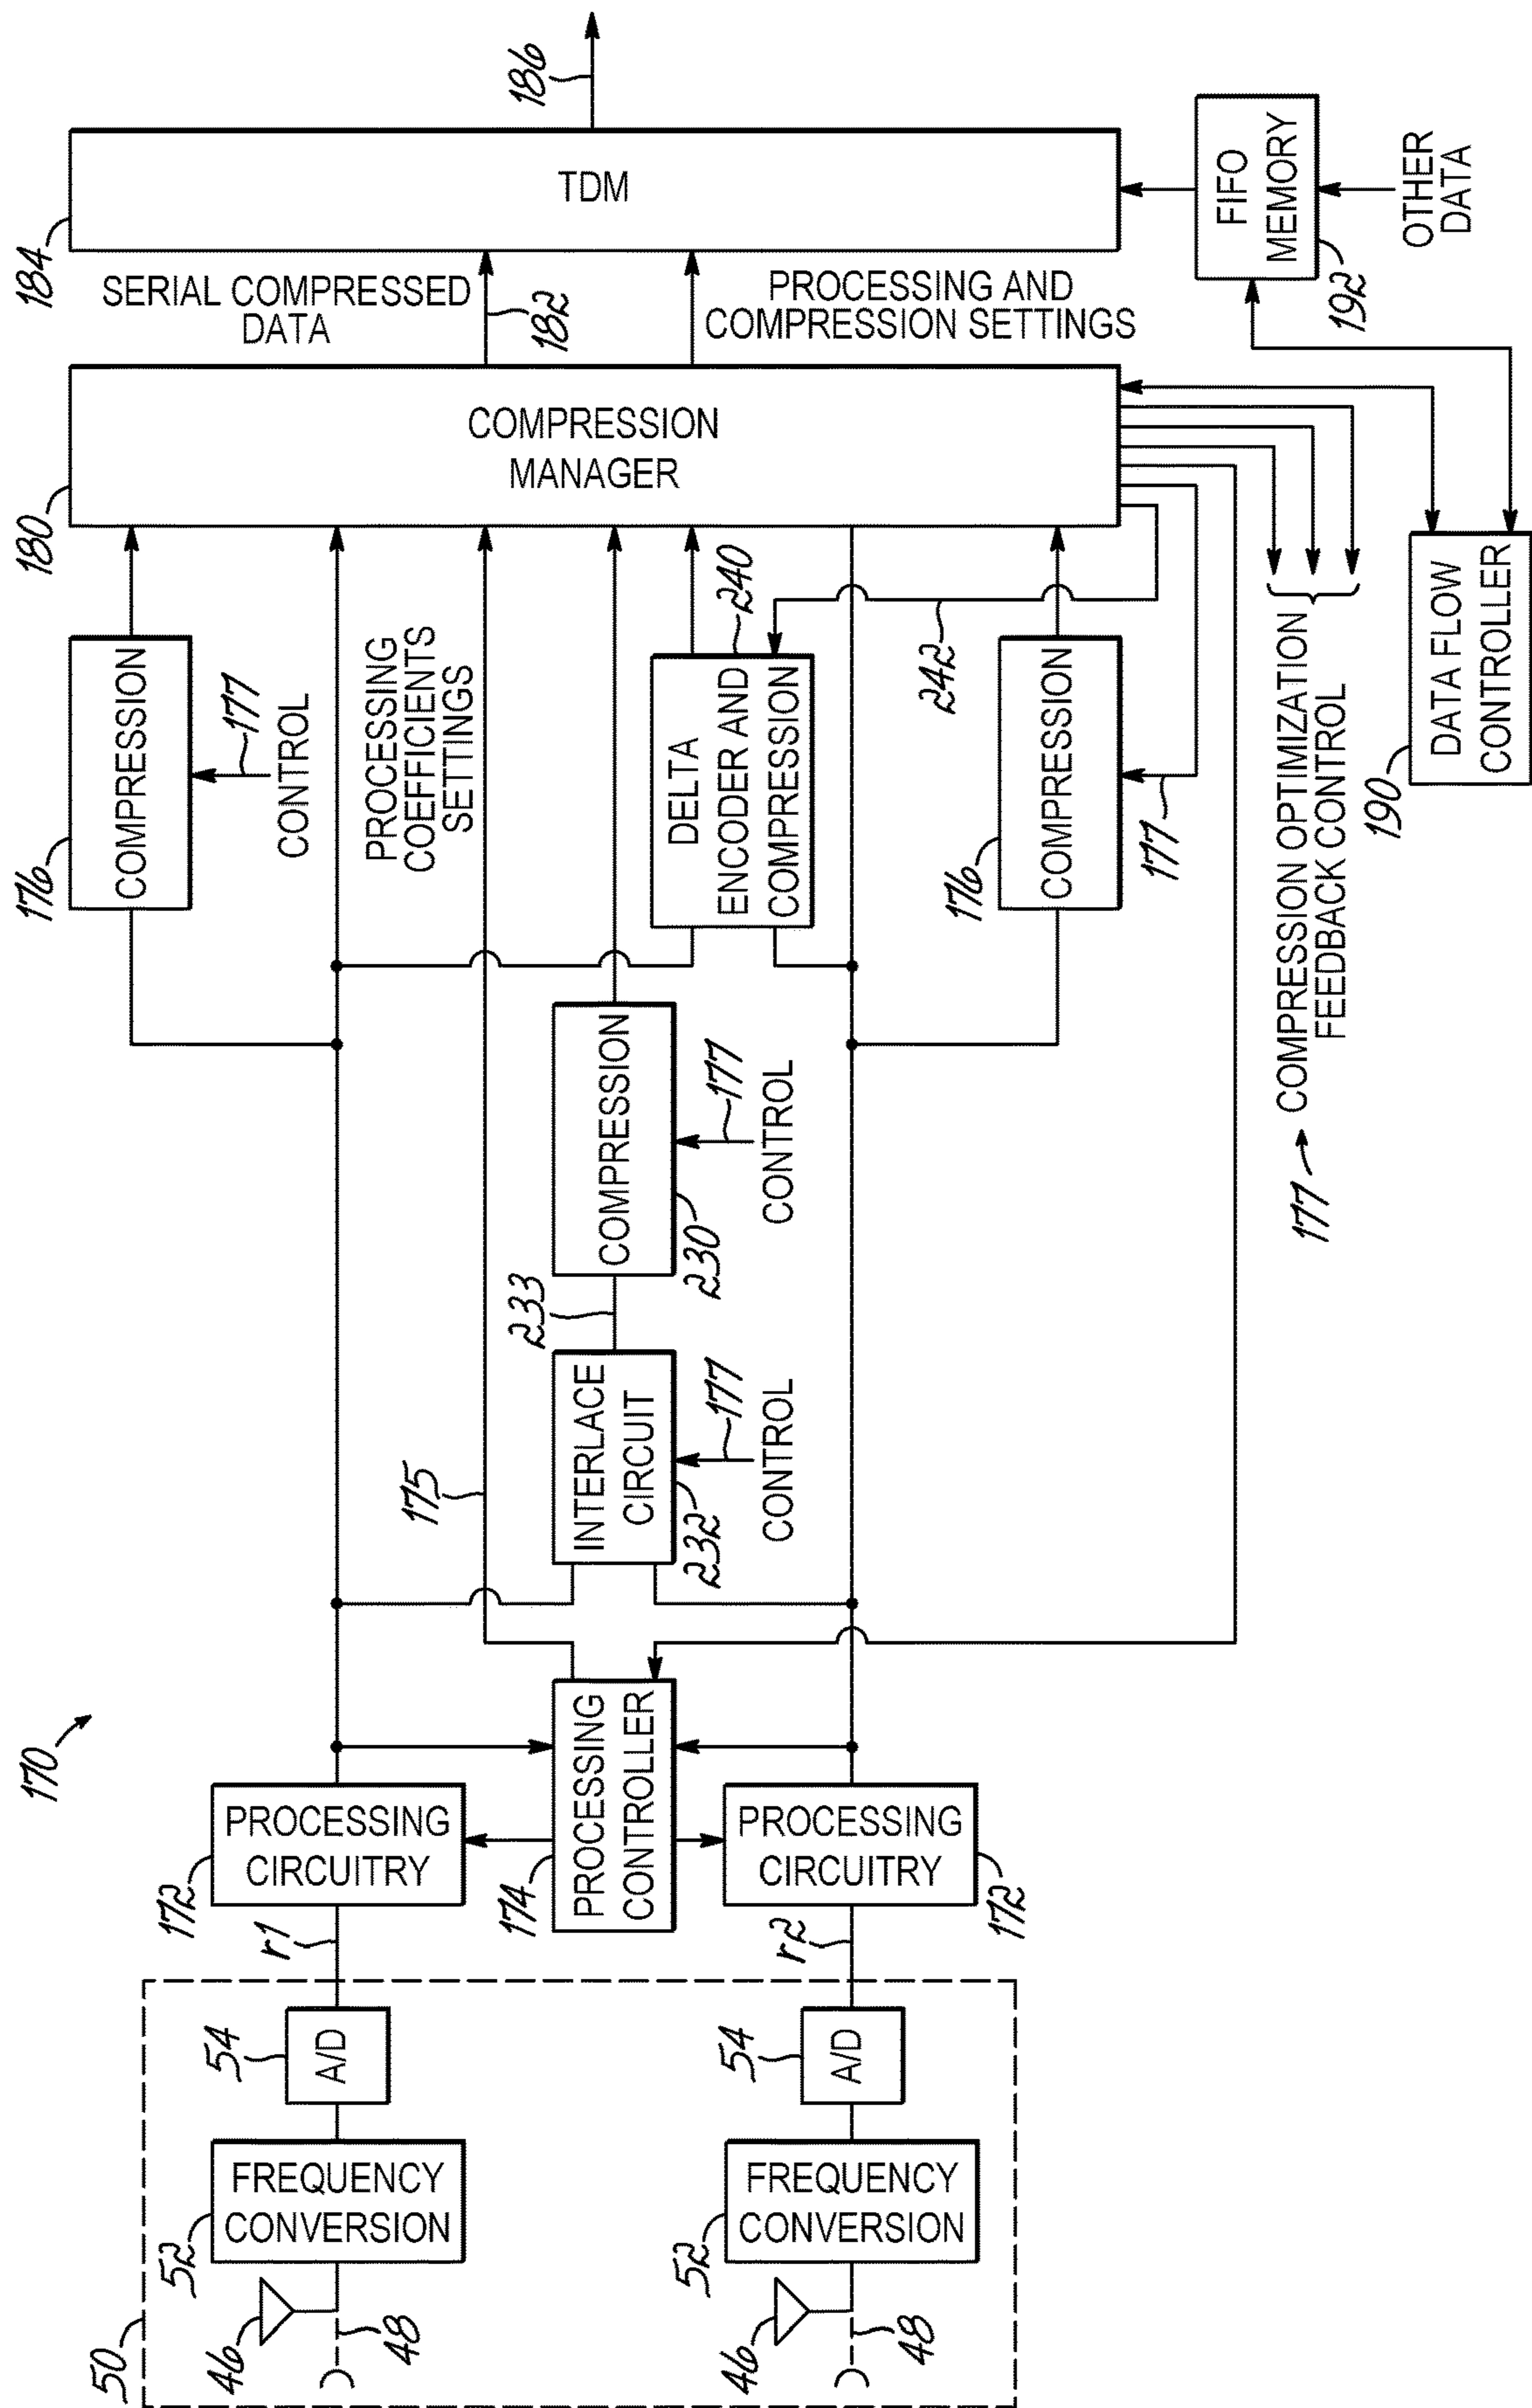 170
50
46
48
52
FREQUENCY
CONVERSION
54
A/D
r1
172
PROCESSING
CIRCUITRY
46
48
52
FREQUENCY
CONVERSION
54
A/D
r2
172
PROCESSING
CIRCUITRY
174
PROCESSING
CONTROLLER
175
PROCESSING
COEFFICIENTS
SETTINGS
232
INTERLACE
CIRCUIT
177
CONTROL
233
230
COMPRESSION
177
CONTROL
176
COMPRESSION
177
CONTROL
240
DELTA
ENCODER AND
COMPRESSION
242
176
COMPRESSION
177
177
COMPRESSION OPTIMIZATION
FEEDBACK CONTROL
180
COMPRESSION
MANAGER
SERIAL COMPRESSED
DATA
182
PROCESSING AND
COMPRESSION SETTINGS
184
TDM
186
190
DATA FLOW
CONTROLLER
192
FIFO
MEMORY
OTHER
DATA